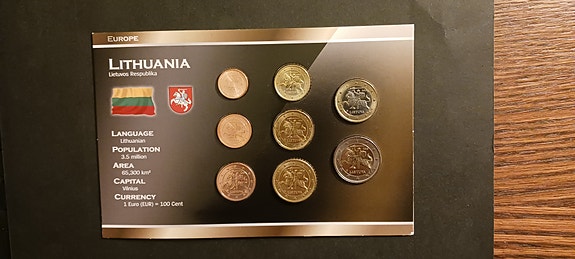 EUROPE
LITHUANIA
Lietuvos Respublika
LANGUAGE
Lithuanian
POPULATION
3.5 million
AREA
65,300 km²
CAPITAL
Vilnius
CURRENCY
1 Euro (EUR) = 100 Cent